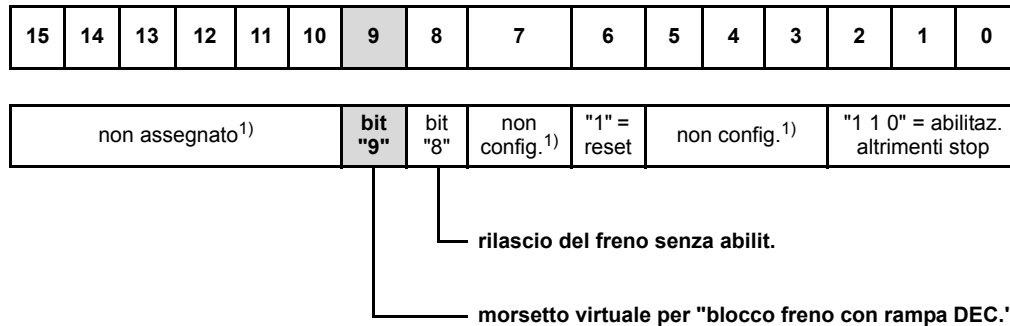 15 14 13 12 11 10 9 8 7 6 5 4 3 2 1 0
non assegnato1) bit "9" bit "8" non config.1) "1" = reset non config.1) "1 1 0" = abilitaz. altrimenti stop
rilascio del freno senza abilit.
morsetto virtuale per "blocco freno con rampa DEC."